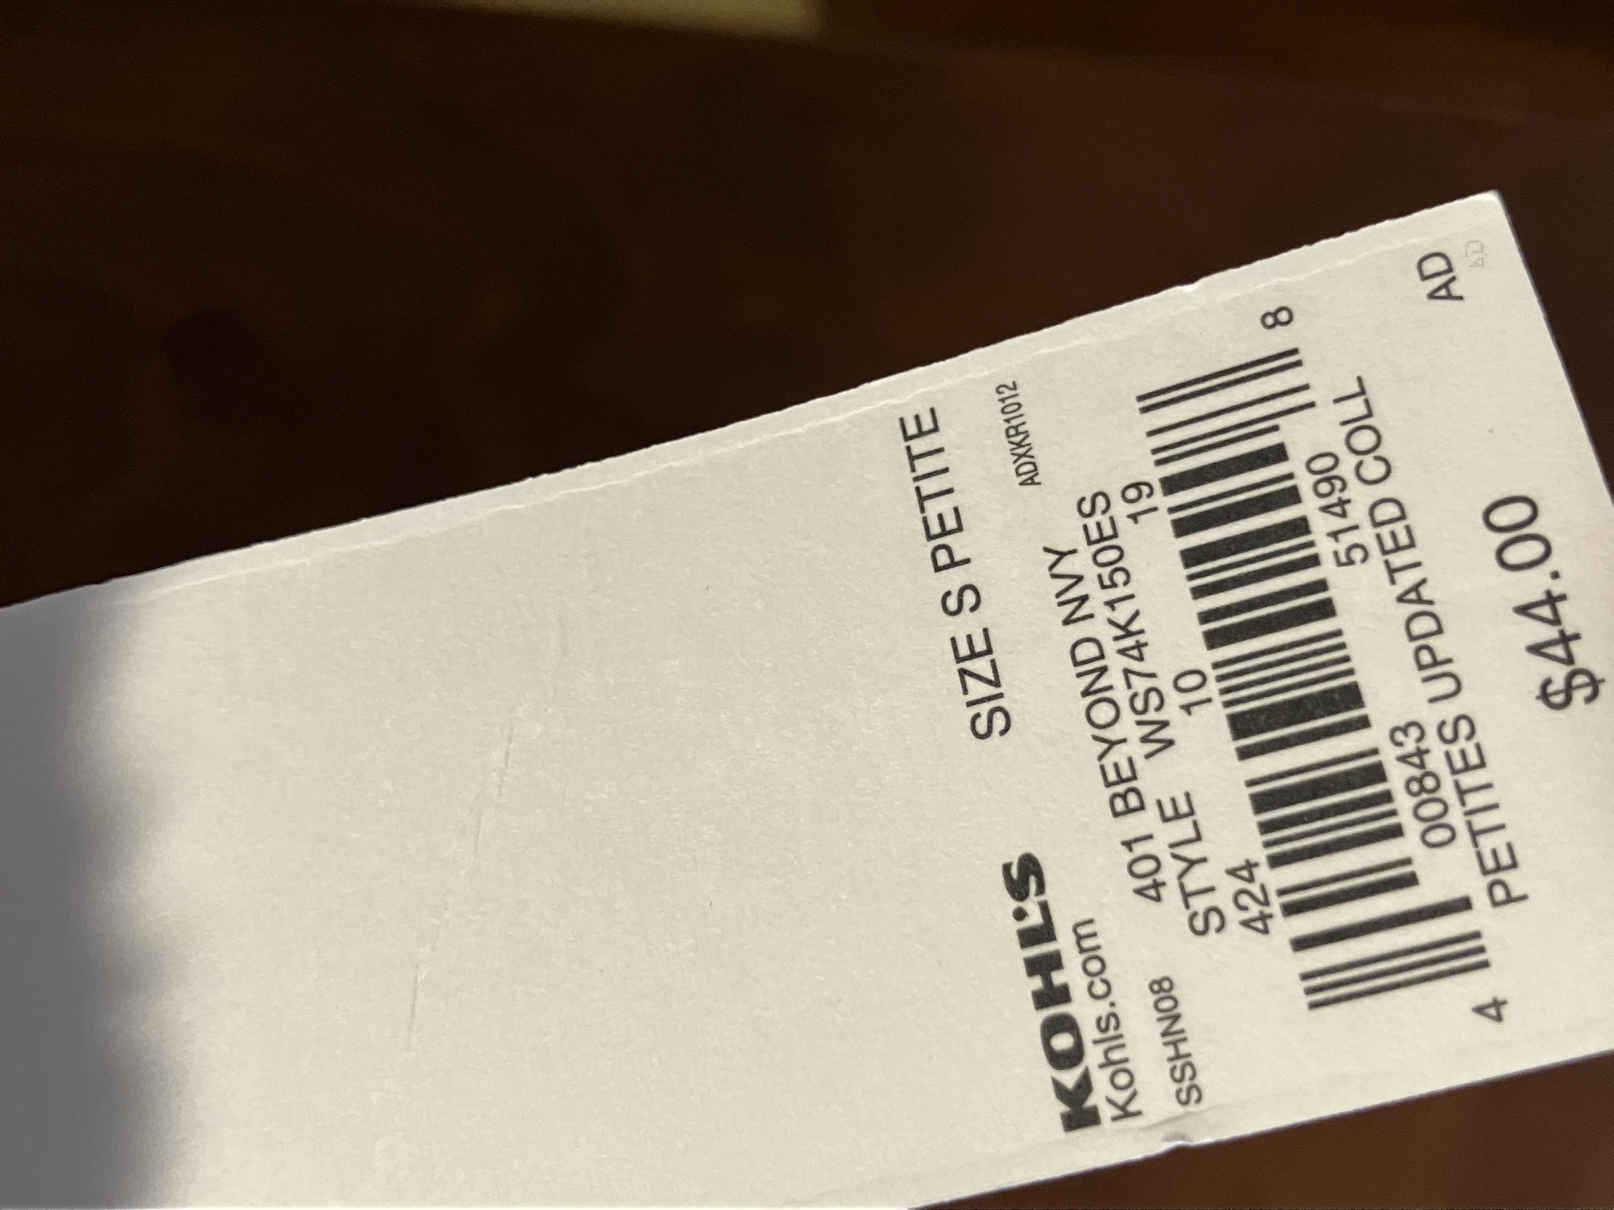 SIZE S PETITE
KOHL'S
ADXKR1012
Kohls.com
401 BEYOND NVY
SSHN08
STYLE WS74K150ES
424 10 19
4 00843 51490 8
PETITES UPDATED COLL
AD
$44.00